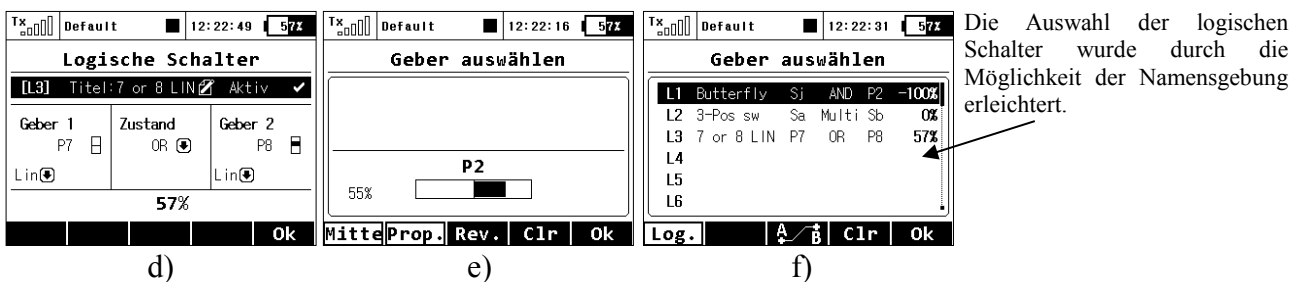 Tx Default 12:22:49 57%
Logische Schalter
[L3] Titel:7 or 8 LIN Aktiv
Geber 1 Zustand Geber 2
P7 OR P8
Lin Lin
57%
Ok
d)
Tx Default 12:22:16 57%
Geber auswählen
P2
55%
Mitte Prop. Rev. Clr Ok
e)
Tx Default 12:22:31 57%
Geber auswählen
L1 Butterfly Sj AND P2 -100%
L2 3-Pos sw Sa Multi Sb 0%
L3 7 or 8 LIN P7 OR P8 57%
L4
L5
L6
Log. A/B Clr Ok
f)
Die Auswahl der logischen
Schalter wurde durch die
Möglichkeit der Namensgebung
erleichtert.